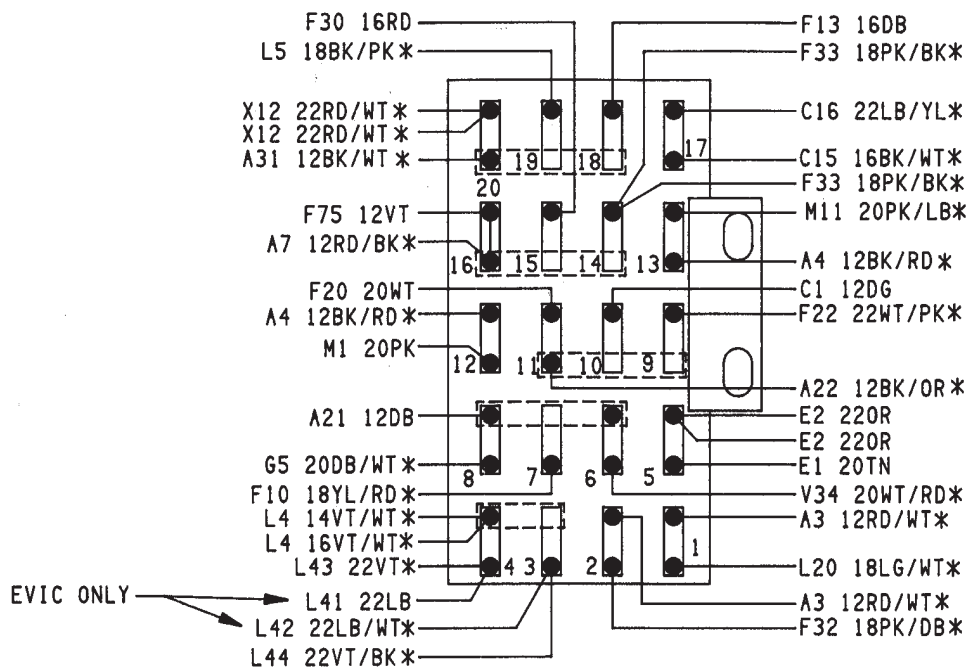 F30 16RD
L5 18BK/PK*
X12 22RD/WT*
X12 22RD/WT*
A31 12BK/WT*
F75 12VT
A7 12RD/BK*
F20 20WT
A4 12BK/RD*
M1 20PK
A21 12DB
G5 20DB/WT*
F10 18YL/RD*
L4 14VT/WT*
L4 16VT/WT*
L43 22VT*
EVIC ONLY
L41 22LB
L42 22LB/WT*
L44 22VT/BK*
19
18
17
20
16
15
14
13
12
11
10
9
8
7
6
5
4
3
2
1
F13 16DB
F33 18PK/BK*
C16 22LB/YL*
C15 16BK/WT*
F33 18PK/BK*
M11 20PK/LB*
A4 12BK/RD*
C1 12DG
F22 22WT/PK*
A22 12BK/OR*
E2 22OR
E2 22OR
E1 20TN
V34 20WT/RD*
A3 12RD/WT*
L20 18LG/WT*
A3 12RD/WT*
F32 18PK/DB*